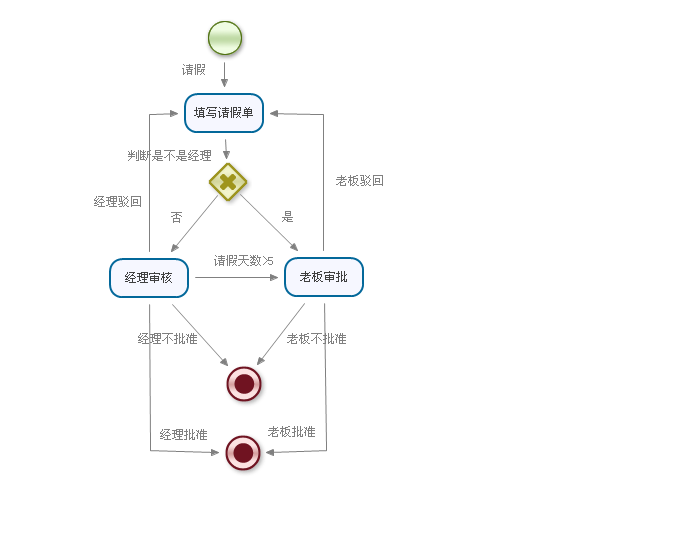 请假
填写请假单
判断是不是经理
老板驳回
经理驳回
否
是
请假天数>5
经理审核
老板审批
经理不批准
老板不批准
经理批准
老板批准